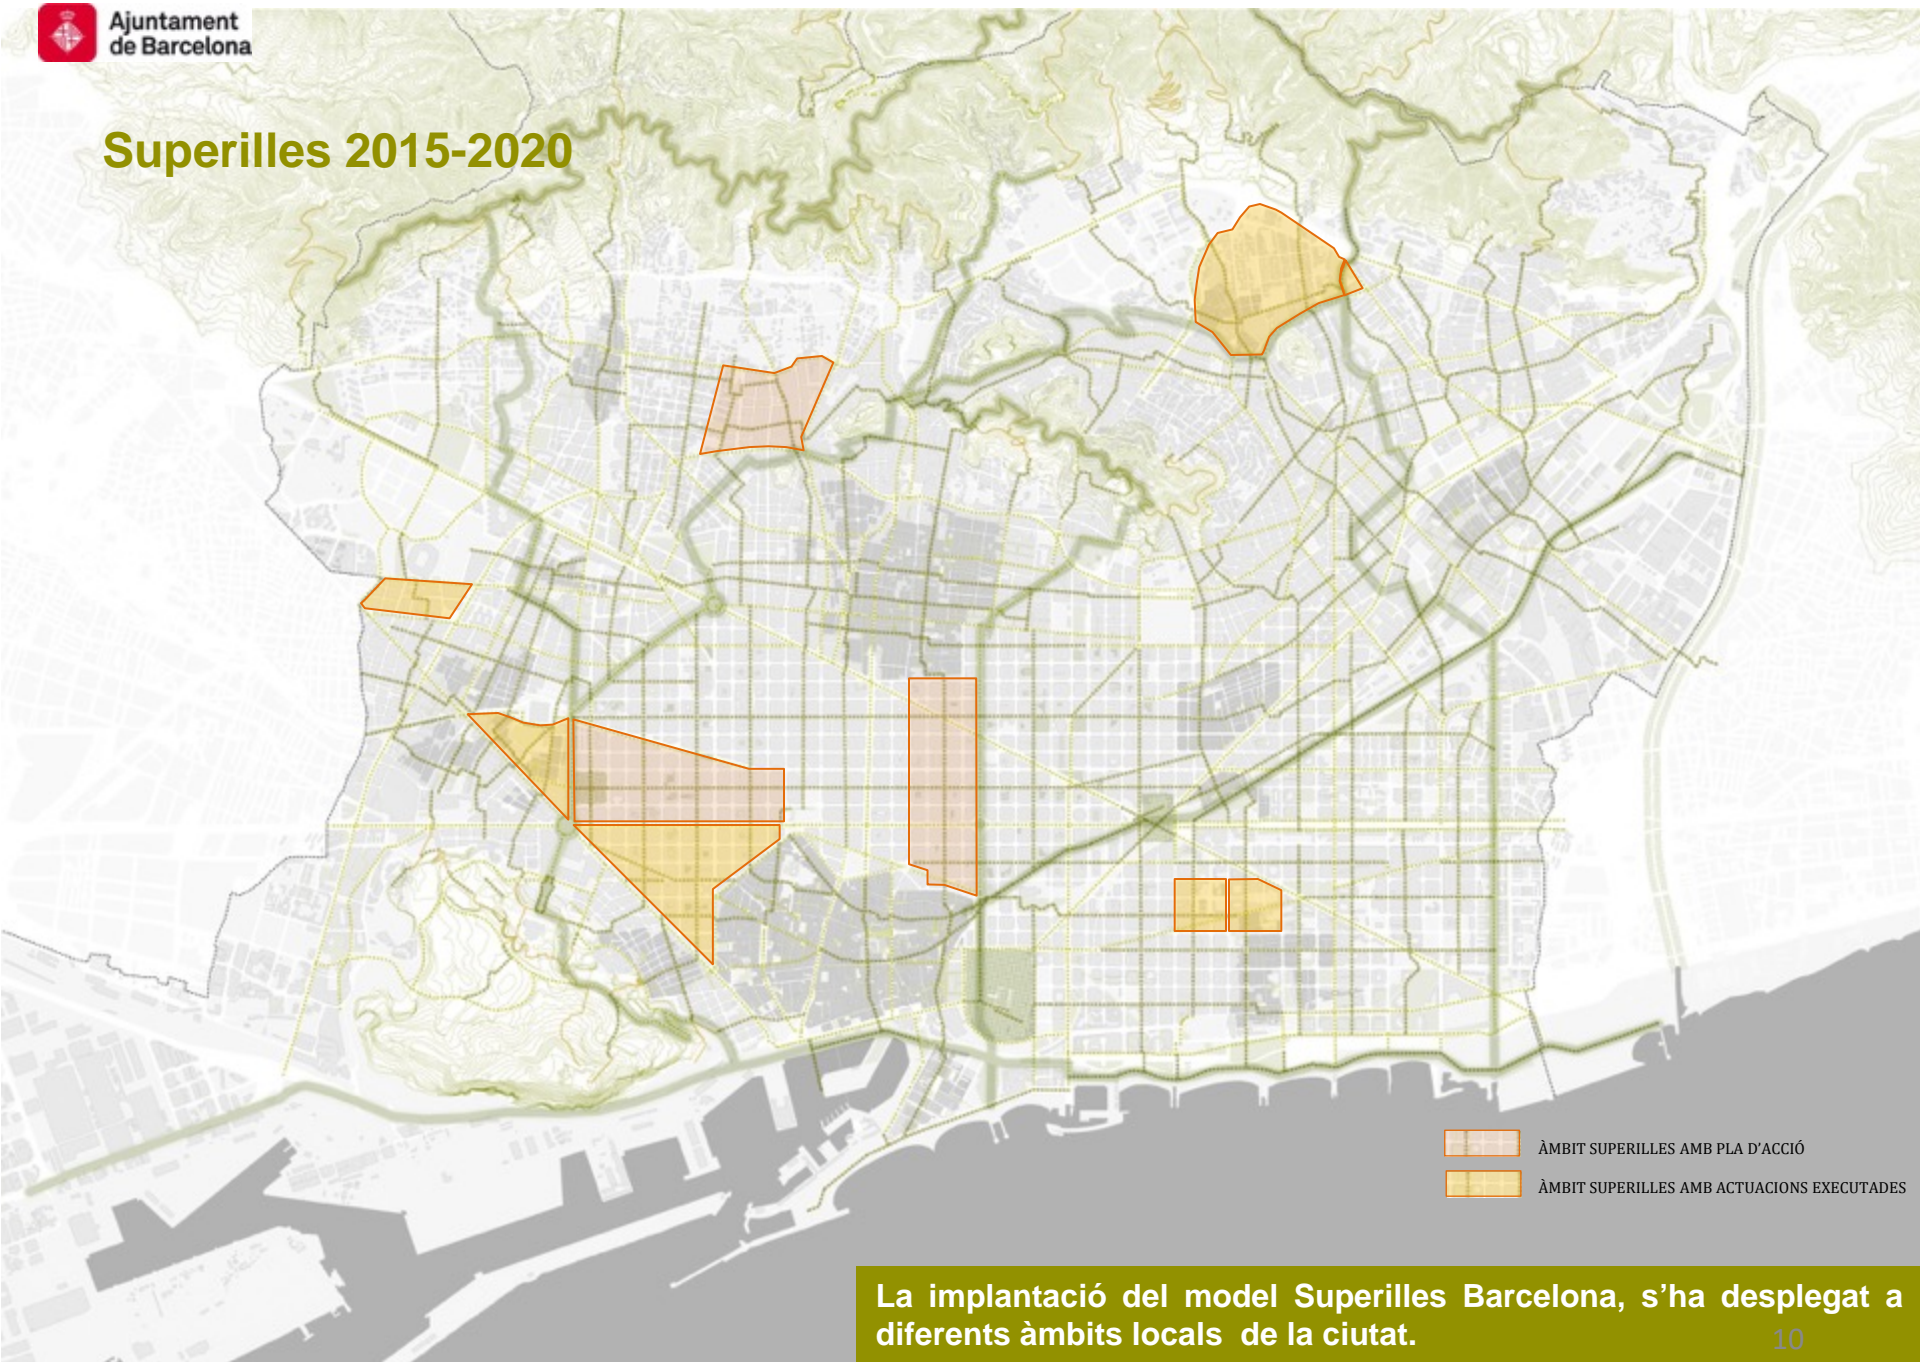 Ajuntament
de Barcelona
Superilles 2015-2020
ÀMBIT SUPERILLES AMB PLA D'ACCIÓ
ÀMBIT SUPERILLES AMB ACTUACIONS EXECUTADES
La implantació del model Superilles Barcelona, s’ha desplegat a
diferents àmbits locals de la ciutat.
10